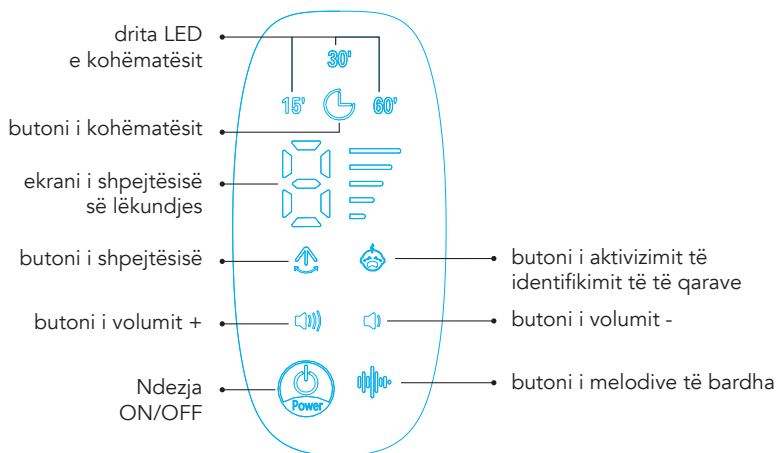 drita LED
e kohëmatësit
30'
15'
60'
butoni i kohëmatësit
ekrani i shpejtësisë
së lëkundjes
butoni i shpejtësisë
butoni i aktivizimit të
identifikimit të të qarave
butoni i volumit +
butoni i volumit -
Ndezja
ON/OFF
Power
butoni i melodive të bardha